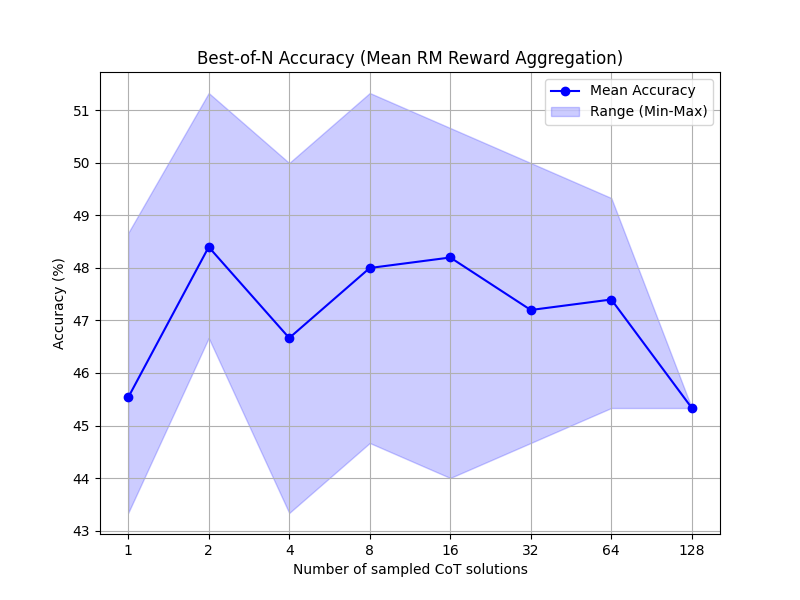 Best-of-N Accuracy (Mean RM Reward Aggregation)
Mean Accuracy
Range (Min-Max)
Accuracy (%)
51
50
49
48
47
46
45
44
43
1 2 4 8 16 32 64 128
Number of sampled CoT solutions